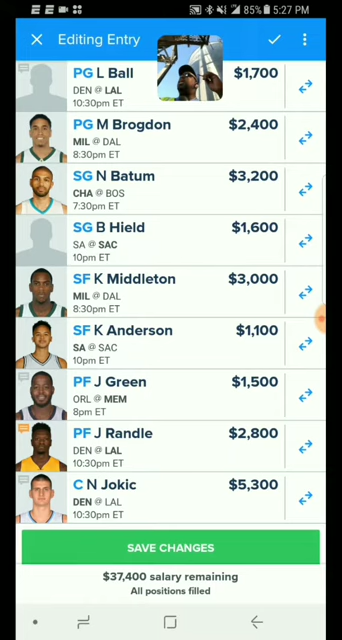 85% 5:27 PM
Editing Entry
PG L Ball $1,700
DEN @ LAL
10:30pm ET
PG M Brogdon $2,400
MIL @ DAL
8:30pm ET
SG N Batum $3,200
CHA @ BOS
7:30pm ET
SG B Hield $1,600
SA @ SAC
10pm ET
SF K Middleton $3,000
MIL @ DAL
8:30pm ET
SF K Anderson $1,100
SA @ SAC
10pm ET
PF J Green $1,500
ORL @ MEM
8pm ET
PF J Randle $2,800
DEN @ LAL
10:30pm ET
C N Jokic $5,300
DEN @ LAL
10:30pm ET
SAVE CHANGES
$37,400 salary remaining
All positions filled